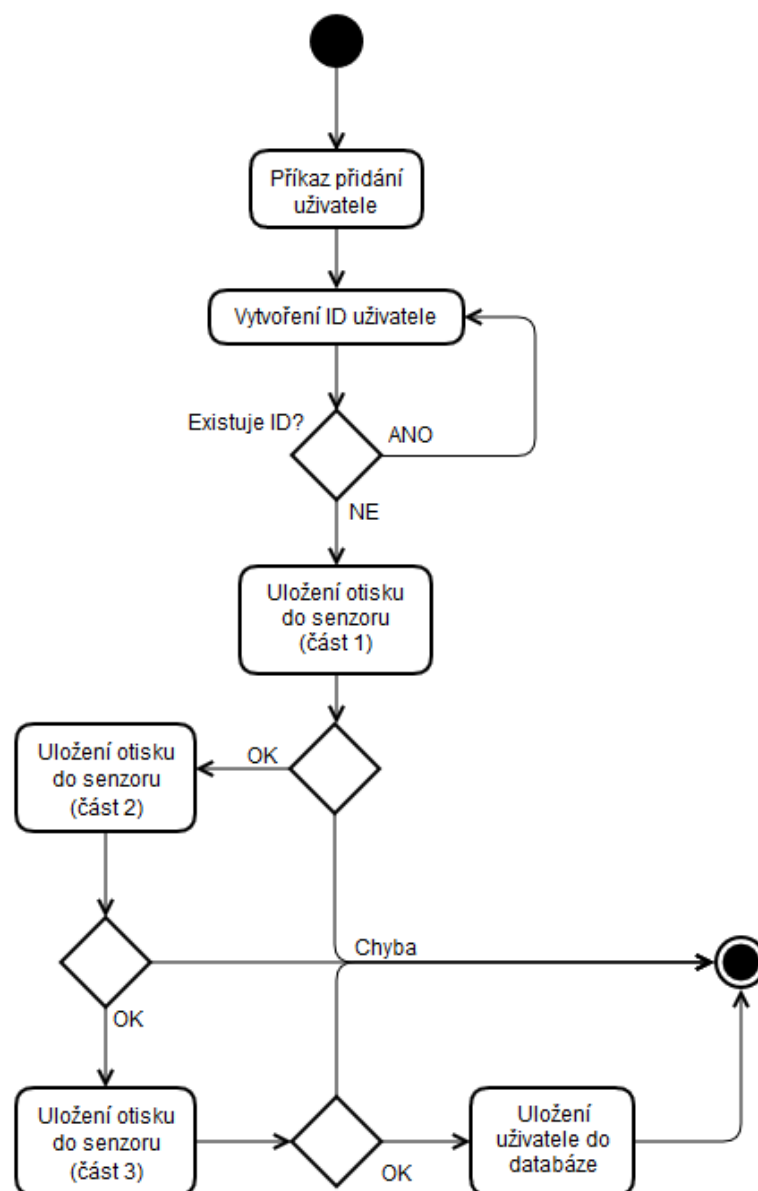 Příkaz přidání
uživatele
Vytvoření ID uživatele
Existuje ID?
ANO
NE
Uložení otisku
do senzoru
(část 1)
OK
Uložení otisku
do senzoru
(část 2)
Chyba
OK
Uložení otisku
do senzoru
(část 3)
OK
Uložení
uživatele do
databáze